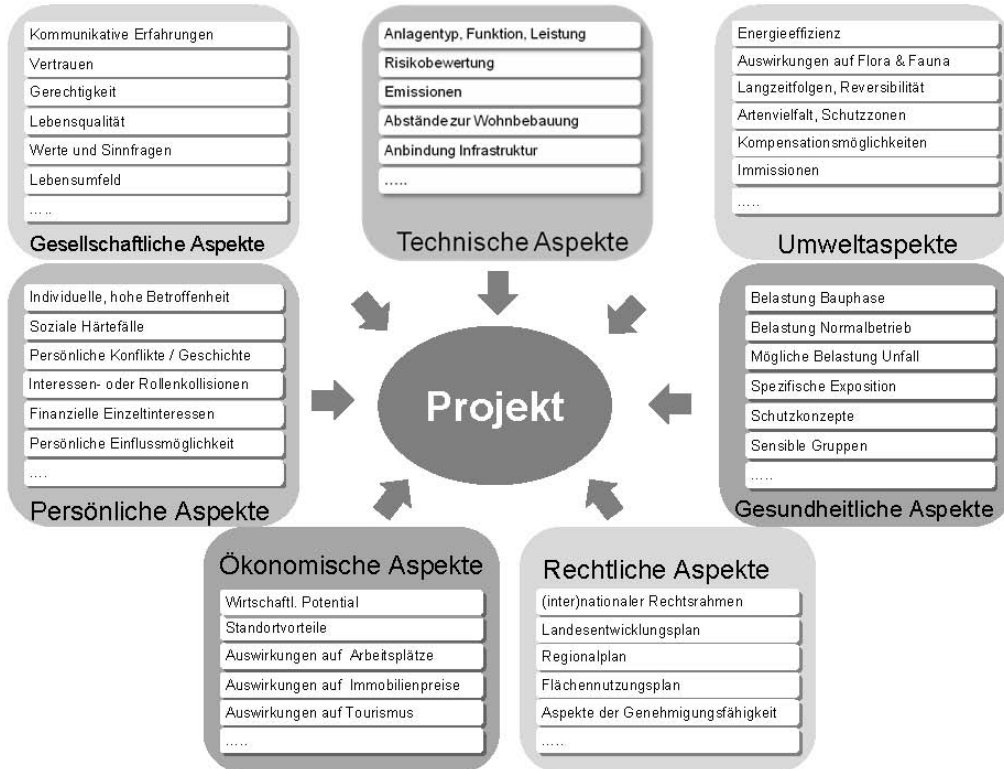 Kommunikative Erfahrungen
Vertrauen
Gerechtigkeit
Lebensqualität
Werte und Sinnfragen
Lebensumfeld
.....
Gesellschaftliche Aspekte
Anlagentyp, Funktion, Leistung
Risikobewertung
Emissionen
Abstände zur Wohnbebauung
Anbindung Infrastruktur
.....
Technische Aspekte
Energieeffizienz
Auswirkungen auf Flora & Fauna
Langzeitfolgen, Reversibilität
Artenvielfalt, Schutzzonen
Kompensationsmöglichkeiten
Immissionen
.....
Umweltaspekte
Individuelle, hohe Betroffenheit
Soziale Härtefälle
Persönliche Konflikte / Geschichte
Interessen- oder Rollenkollisionen
Finanzielle Einzeltinteressen
Persönliche Einflussmöglichkeit
....
Persönliche Aspekte
Projekt
Belastung Bauphase
Belastung Normalbetrieb
Mögliche Belastung Unfall
Spezifische Exposition
Schutzkonzepte
Sensible Gruppen
.....
Gesundheitliche Aspekte
Ökonomische Aspekte
Wirtschaftl. Potential
Standortvorteile
Auswirkungen auf Arbeitsplätze
Auswirkungen auf Immobilienpreise
Auswirkungen auf Tourismus
.....
Rechtliche Aspekte
(inter)nationaler Rechtsrahmen
Landesentwicklungsplan
Regionalplan
Flächennutzungsplan
Aspekte der Genehmigungsfähigkeit
.....